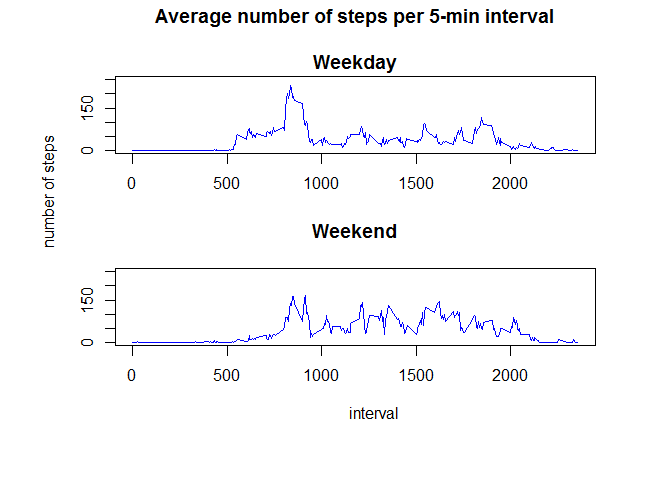 Average number of steps per 5-min interval
Weekday
150
0
0 500 1000 1500 2000
number of steps
Weekend
150
0
0 500 1000 1500 2000
interval